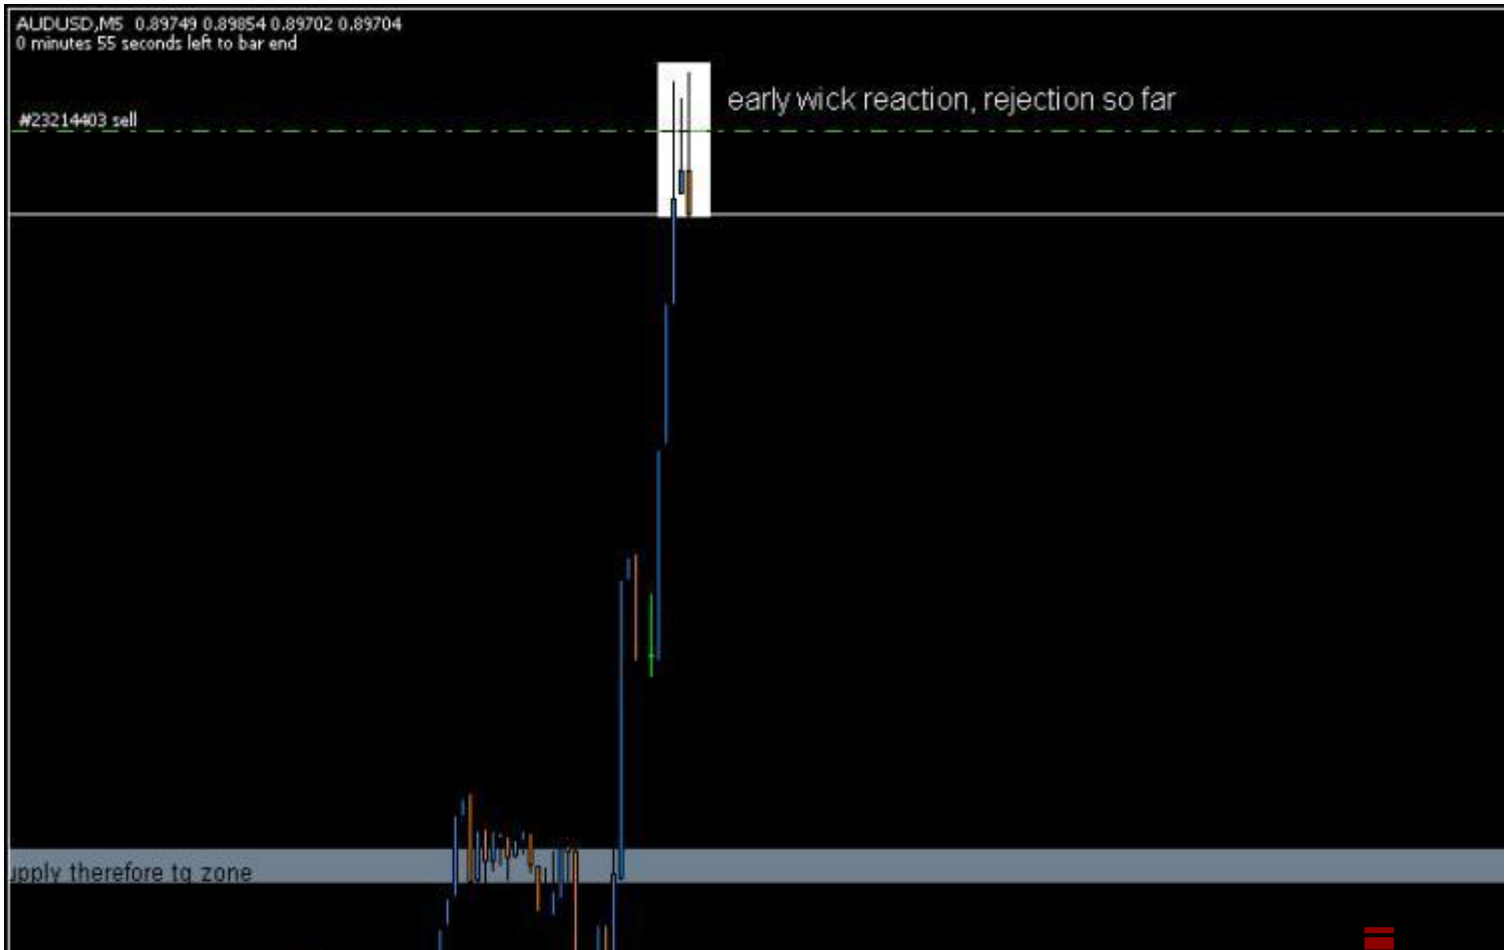 AUDUSD,M5 0.89749 0.89854 0.89702 0.89704
0 minutes 55 seconds left to bar end
early wick reaction, rejection so far
#23214403 sell
upply therefore tq zone